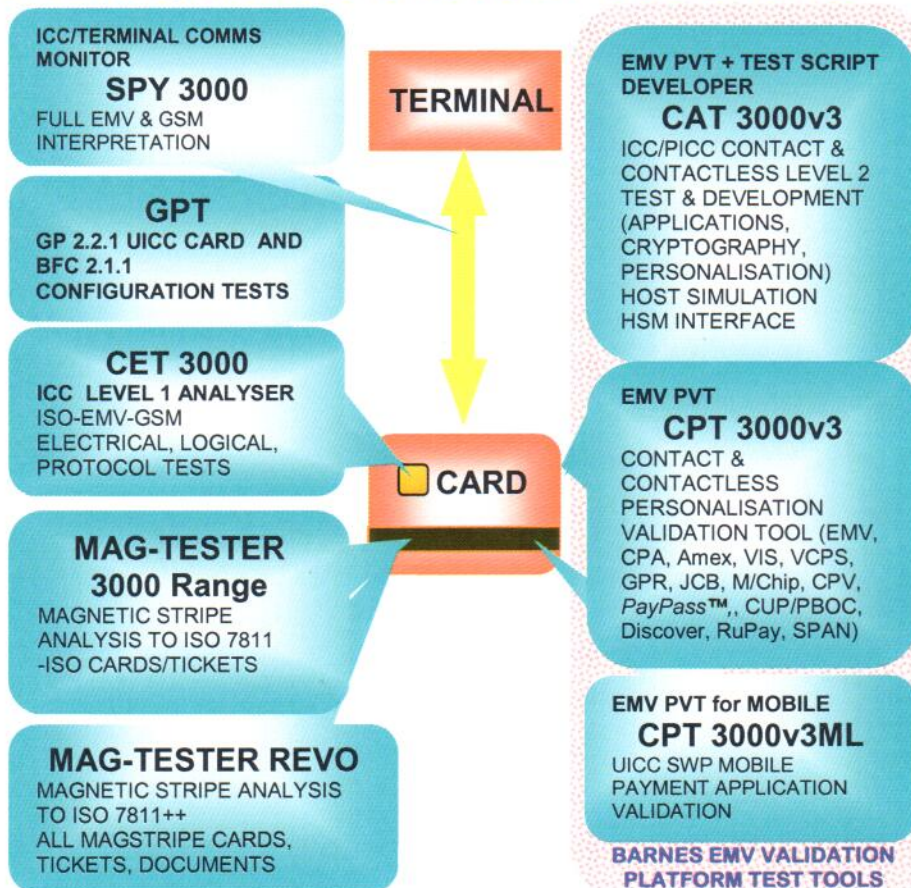 ICC/TERMINAL COMMS
MONITOR
SPY 3000
FULL EMV & GSM
INTERPRETATION
GPT
GP 2.2.1 UICC CARD AND
BFC 2.1.1
CONFIGURATION TESTS
CET 3000
ICC LEVEL 1 ANALYSER
ISO-EMV-GSM
ELECTRICAL, LOGICAL,
PROTOCOL TESTS
MAG-TESTER
3000 Range
MAGNETIC STRIPE
ANALYSIS TO ISO 7811
-ISO CARDS/TICKETS
MAG-TESTER REVO
MAGNETIC STRIPE ANALYSIS
TO ISO 7811++
ALL MAGSTRIPE CARDS,
TICKETS, DOCUMENTS
TERMINAL
CARD
EMV PVT + TEST SCRIPT
DEVELOPER
CAT 3000v3
ICC/PICC CONTACT &
CONTACTLESS LEVEL 2
TEST & DEVELOPMENT
(APPLICATIONS,
CRYPTOGRAPHY,
PERSONALISATION)
HOST SIMULATION
HSM INTERFACE
EMV PVT
CPT 3000v3
CONTACT &
CONTACTLESS
PERSONALISATION
VALIDATION TOOL (EMV,
CPA, Amex, VIS, VCPS,
GPR, JCB, M/Chip, CPV,
PayPass™,, CUP/PBOC,
Discover, RuPay, SPAN)
EMV PVT for MOBILE
CPT 3000v3ML
UICC SWP MOBILE
PAYMENT APPLICATION
VALIDATION
BARNES EMV VALIDATION
PLATFORM TEST TOOLS